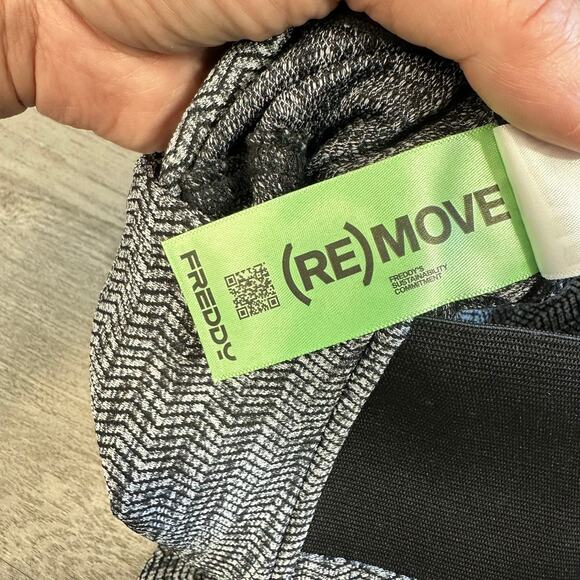 FREDDY
(RE)MOVE
FREDDY'S
SUSTAINABILITY
COMMITMENT